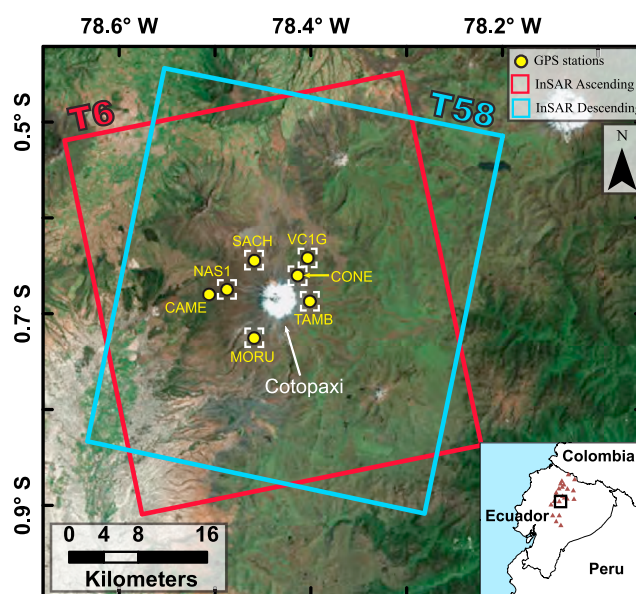 78.6° W 78.4° W 78.2° W
GPS stations
InSAR Ascending
InSAR Descending
T6
T58
N
0.5° S
SACH
VC1G
NAS1
CONE
CAME
TAMB
0.7° S
MORU
Cotopaxi
Colombia
Ecuador
Peru
0.9° S
0 4 8 16
Kilometers